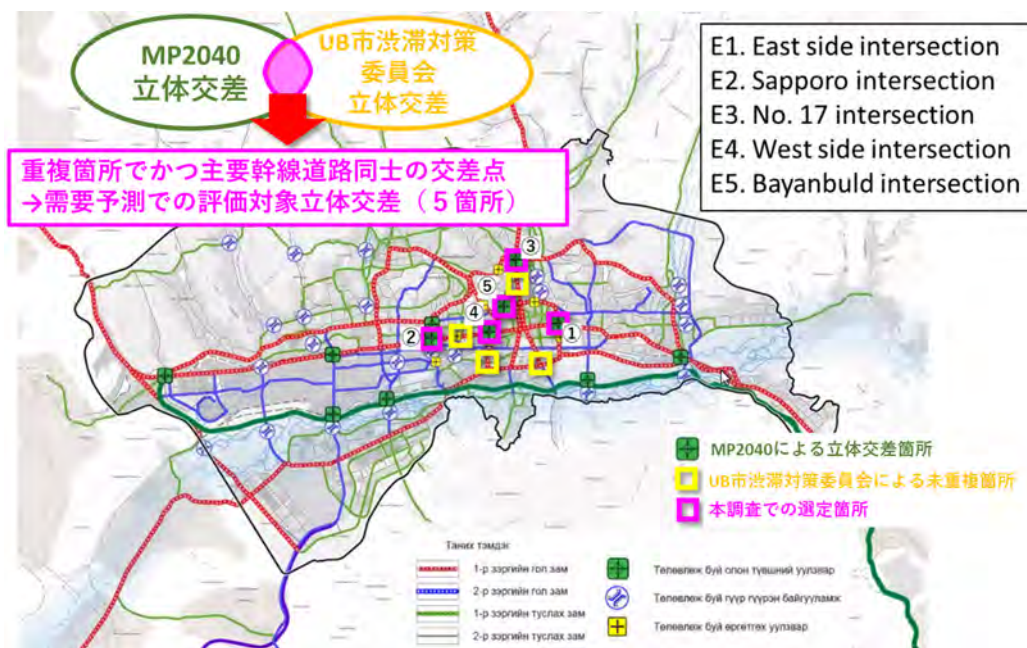 MP2040
立体交差
UB市渋滞対策
委員会
立体交差
E1. East side intersection
E2. Sapporo intersection
E3. No. 17 intersection
E4. West side intersection
E5. Bayanbuld intersection
重複箇所でかつ主要幹線道路同士の交差点
→需要予測での評価対象立体交差（５箇所）
③
⑤
④
②
①
MP2040による立体交差箇所
UB市渋滞対策委員会による未重複箇所
本調査での選定箇所
Таних тэмдэг
1-р зэргийн гол зам
2-р зэргийн гол зам
1-р зэргийн туслах зам
2-р зэргийн туслах зам
Төлөвлөж буй олон түвшний уулзвар
Төлөвлөж буй гүүр гүүрэн байгууламж
Төлөвлөж буй өргөтгөх уулзвар